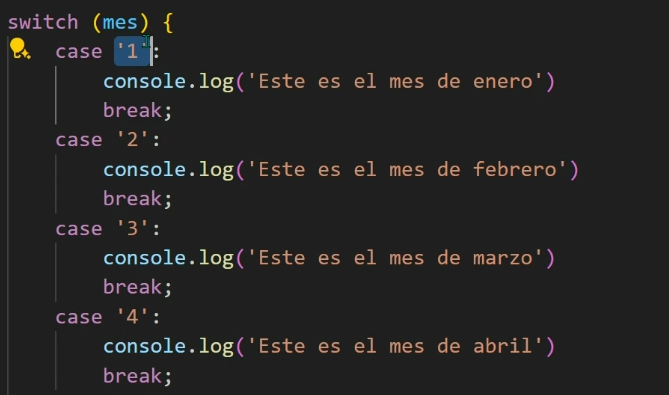 switch (mes) {
case '1':
console.log('Este es el mes de enero')
break;
case '2':
console.log('Este es el mes de febrero')
break;
case '3':
console.log('Este es el mes de marzo')
break;
case '4':
console.log('Este es el mes de abril')
break;